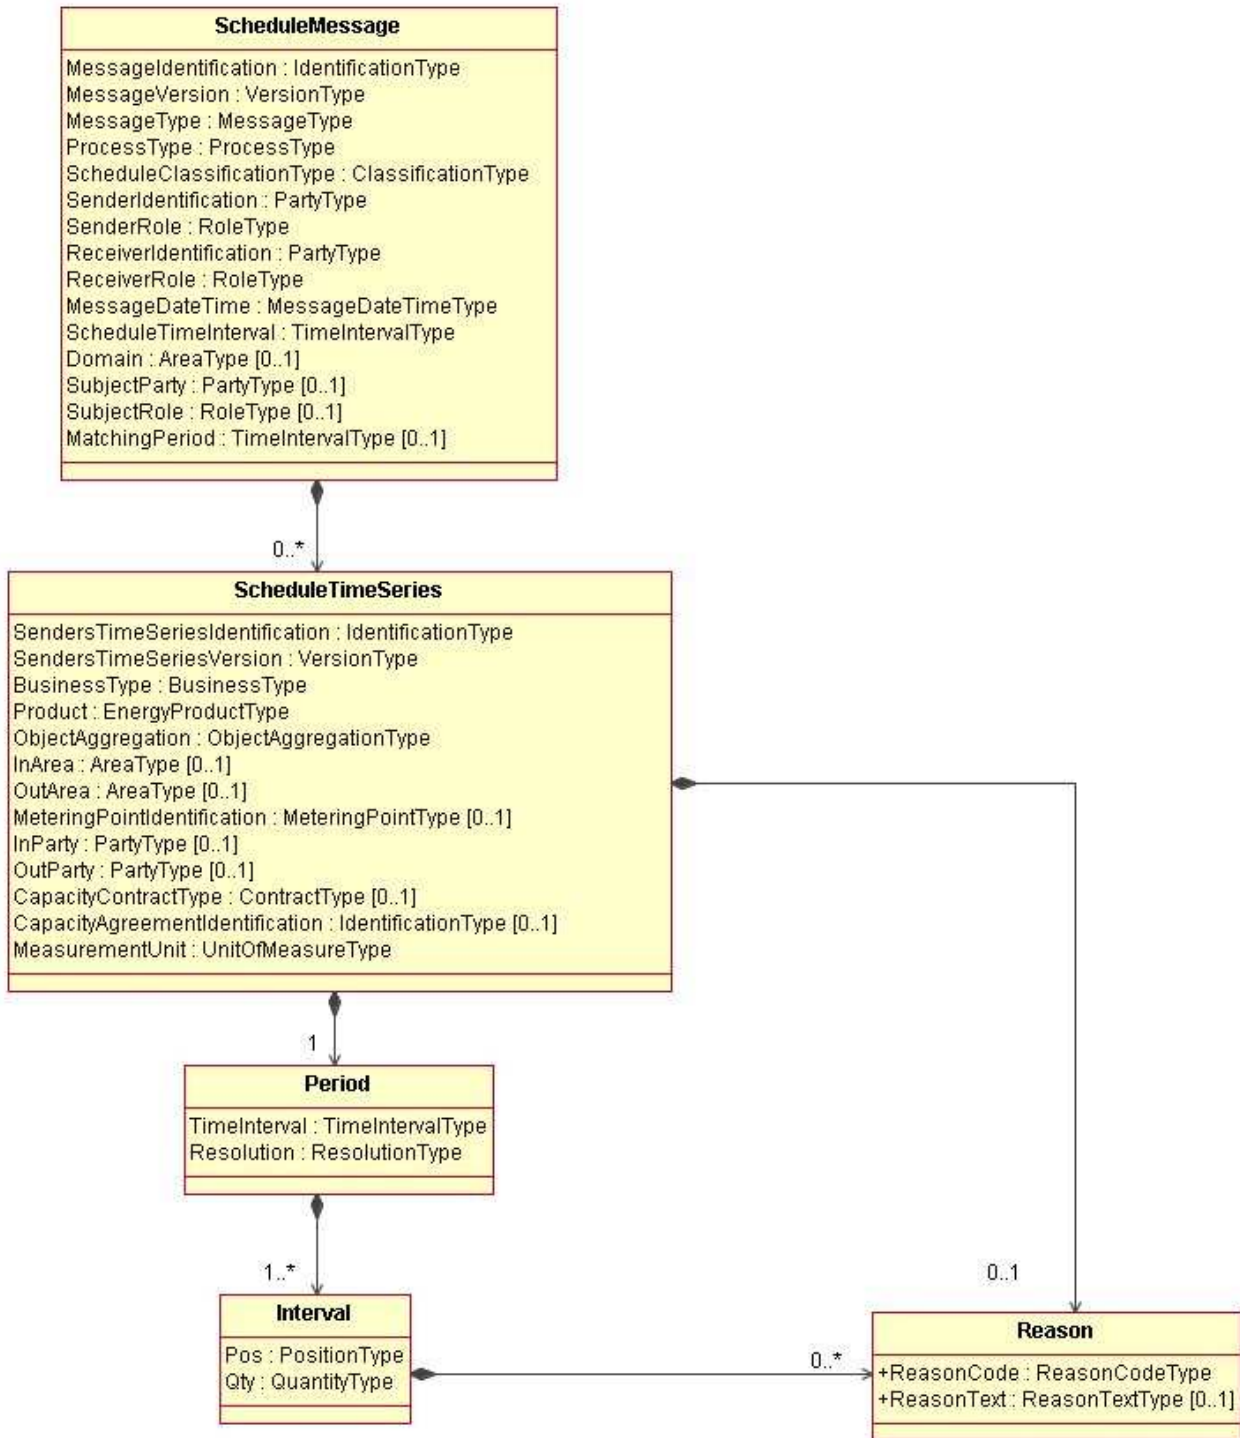 ScheduleMessage
MessageIdentification : IdentificationType
MessageVersion : VersionType
MessageType : MessageType
ProcessType : ProcessType
ScheduleClassificationType : ClassificationType
SenderIdentification : PartyType
SenderRole : RoleType
ReceiverIdentification : PartyType
ReceiverRole : RoleType
MessageDateTime : MessageDateTimeType
ScheduleTimeInterval : TimeIntervalType
Domain : AreaType [0..1]
SubjectParty : PartyType [0..1]
SubjectRole : RoleType [0..1]
MatchingPeriod : TimeIntervalType [0..1]
0..*
ScheduleTimeSeries
SendersTimeSeriesIdentification : IdentificationType
SendersTimeSeriesVersion : VersionType
BusinessType : BusinessType
Product : EnergyProductType
ObjectAggregation : ObjectAggregationType
InArea : AreaType [0..1]
OutArea : AreaType [0..1]
MeteringPointIdentification : MeteringPointType [0..1]
InParty : PartyType [0..1]
OutParty : PartyType [0..1]
CapacityContractType : ContractType [0..1]
CapacityAgreementIdentification : IdentificationType [0..1]
MeasurementUnit : UnitOfMeasureType
1
Period
TimeInterval : TimeIntervalType
Resolution : ResolutionType
1..*
0..1
Interval
Pos : PositionType
Qty : QuantityType
0..*
Reason
+ReasonCode : ReasonCodeType
+ReasonText : ReasonTextType [0..1]